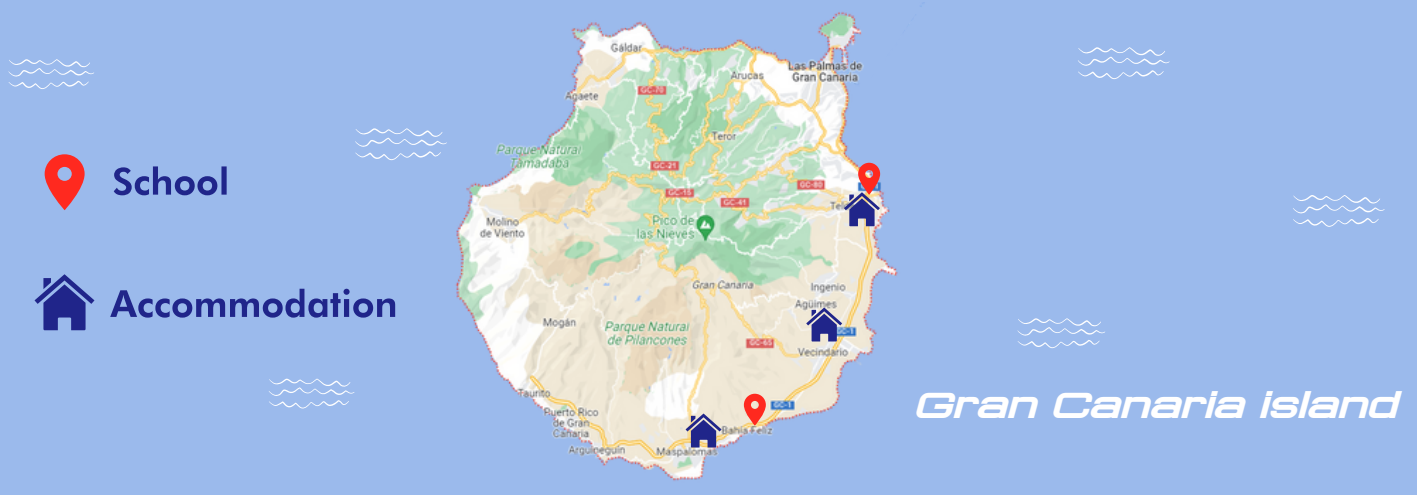 Gáldar
Las Palmas de
Gran Canaria
Arucas
GC-70
Agaete
Teror
Parque Natural
Tamadaba
School
GC-21
GC-15
GC-80
GC-41
Molino
de Viento
Pico de
las Nieves
Gran Canaria
Ingenio
Accommodation
Agüimes
Mogán
Parque Natural
de Pilancones
GC-1
GC-65
Vecindario
Taurito
Gran Canaria island
GC-1
Puerto Rico
de Gran
Canaria
Bahía Feliz
Arguineguín
Maspalomas